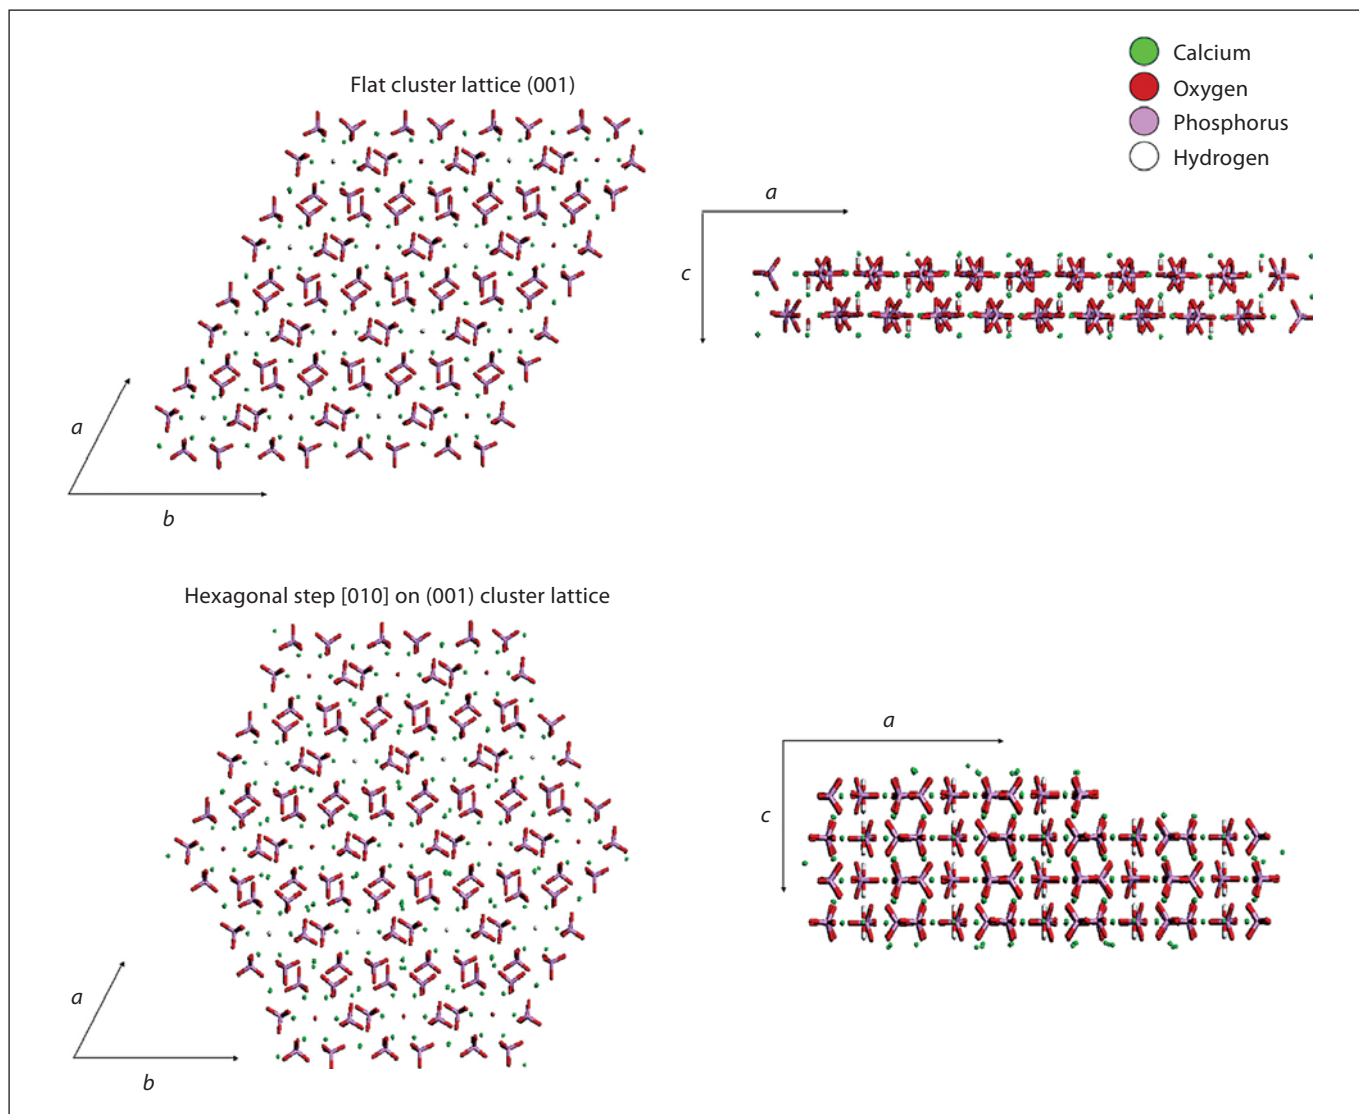 Calcium
Oxygen
Phosphorus
Hydrogen
Flat cluster lattice (001)
a
b
a
c
Hexagonal step [010] on (001) cluster lattice
a
b
a
c